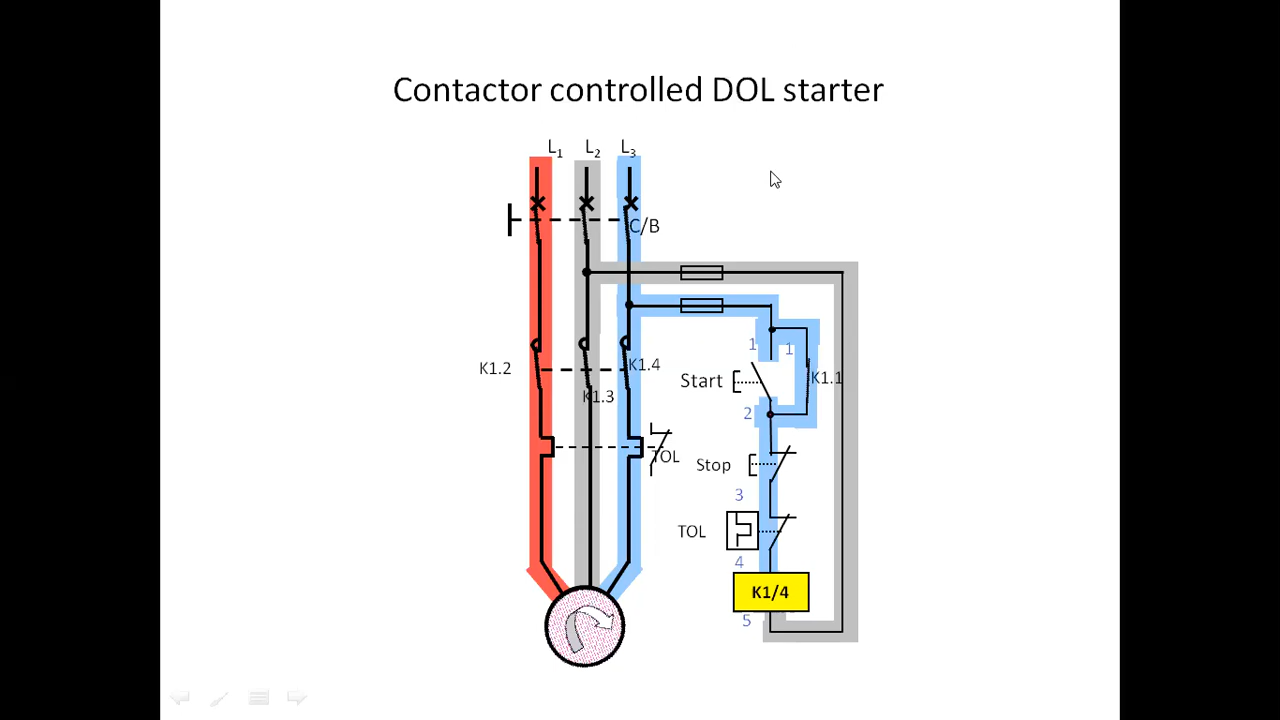 Contactor controlled DOL starter
L1 L2 L3
C/B
K1.2
K1.3
K1.4
TOL
1
1
Start
K1.1
2
Stop
3
TOL
4
K1/4
5